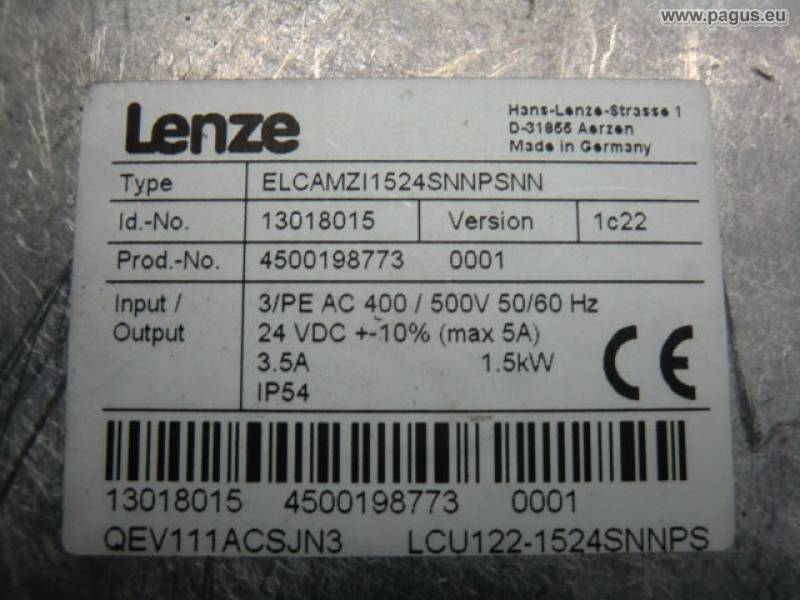 www.pagus.eu
Lenze
Hans-Lenze-Strasse 1
D-31855 Aerzen
Made in Germany
Type ELCAMZI1524SNNPSNN
Id.-No. 13018015 Version 1c22
Prod.-No. 4500198773 0001
Input / 3/PE AC 400 / 500V 50/60 Hz
Output 24 VDC +-10% (max 5A)
3.5A 1.5kW
IP54
CE
13018015 4500198773 0001
QEV111ACSJN3 LCU122-1524SNNPS